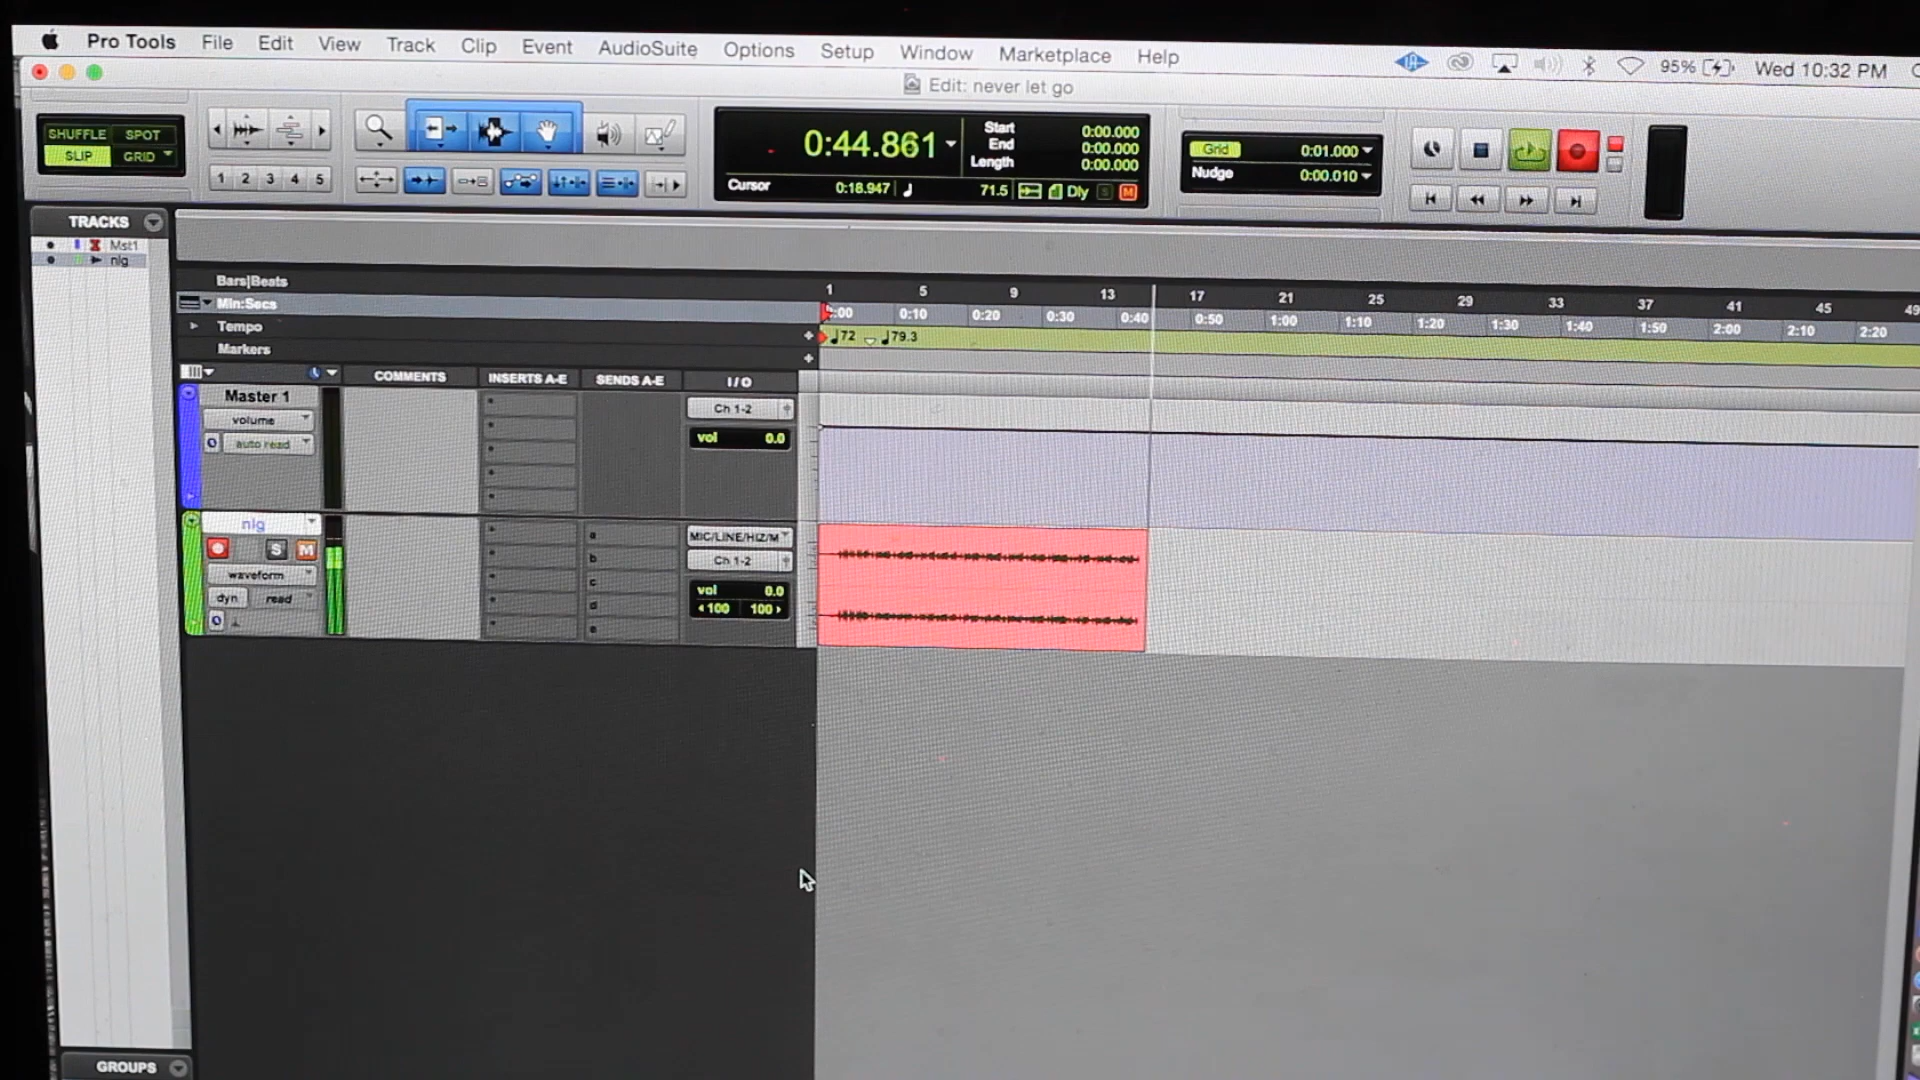 Pro Tools File Edit View Track Clip Event AudioSuite Options Setup Window Marketplace Help 95% Wed 10:32 PM
Edit: never let go
SHUFFLE SPOT
SLIP GRID
1 2 3 4 5
0:44.861
Start 0:00.000
End 0:00.000
Length 0:00.000
Cursor 0:18.947 71.5 Dly S M
Grid 0:01.000
Nudge 0:00.010
TRACKS
Mst1
nlg
Bars|Beats 1 5 9 13 17 21 25 29 33 37 41 45 49
Min:Secs 0:00 0:10 0:20 0:30 0:40 0:50 1:00 1:10 1:20 1:30 1:40 1:50 2:00 2:10 2:20
Tempo 72 79.3
Markers
COMMENTS INSERTS A-E SENDS A-E I/O
Master 1
volume
auto read
Ch 1-2
vol 0.0
nlg
S M
waveform
dyn read
a
b
c
d
e
MIC/LINE/HIZ/M
Ch 1-2
vol 0.0
100 100
GROUPS